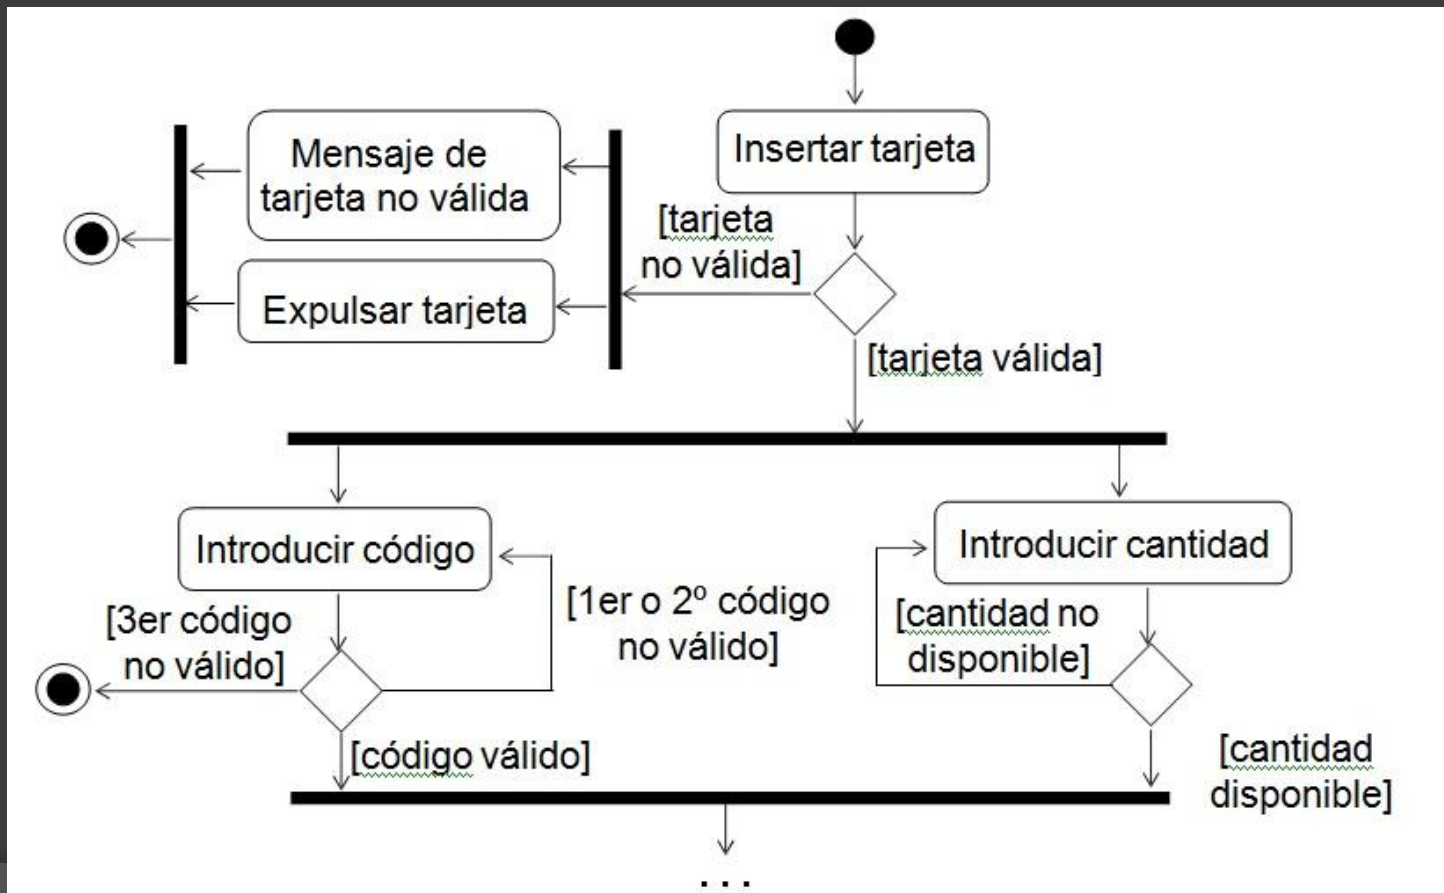 Insertar tarjeta
Mensaje de
tarjeta no válida
[tarjeta
no válida]
Expulsar tarjeta
[tarjeta válida]
Introducir código
Introducir cantidad
[3er código
no válido]
[1er o 2º código
no válido]
[cantidad no
disponible]
[código válido]
[cantidad
disponible]
...